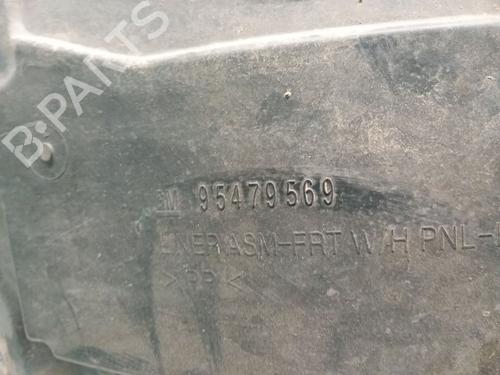 B-PARTS
GM 95479569
LINER ASM-FRT W/H PNL-
>PP<